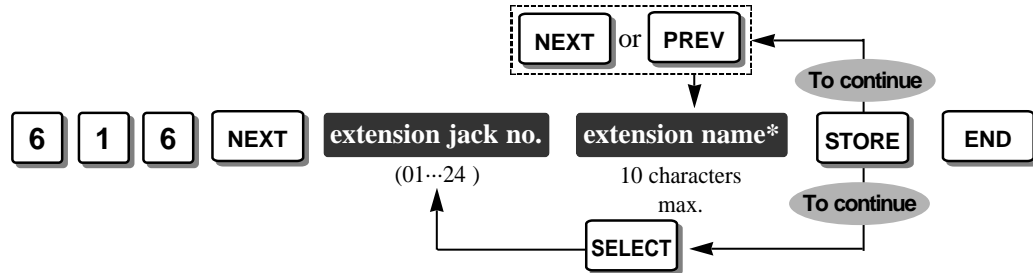 NEXT or PREV
To continue
6 1 6 NEXT extension jack no. extension name* STORE END
(01···24 ) 10 characters
max.
To continue
SELECT